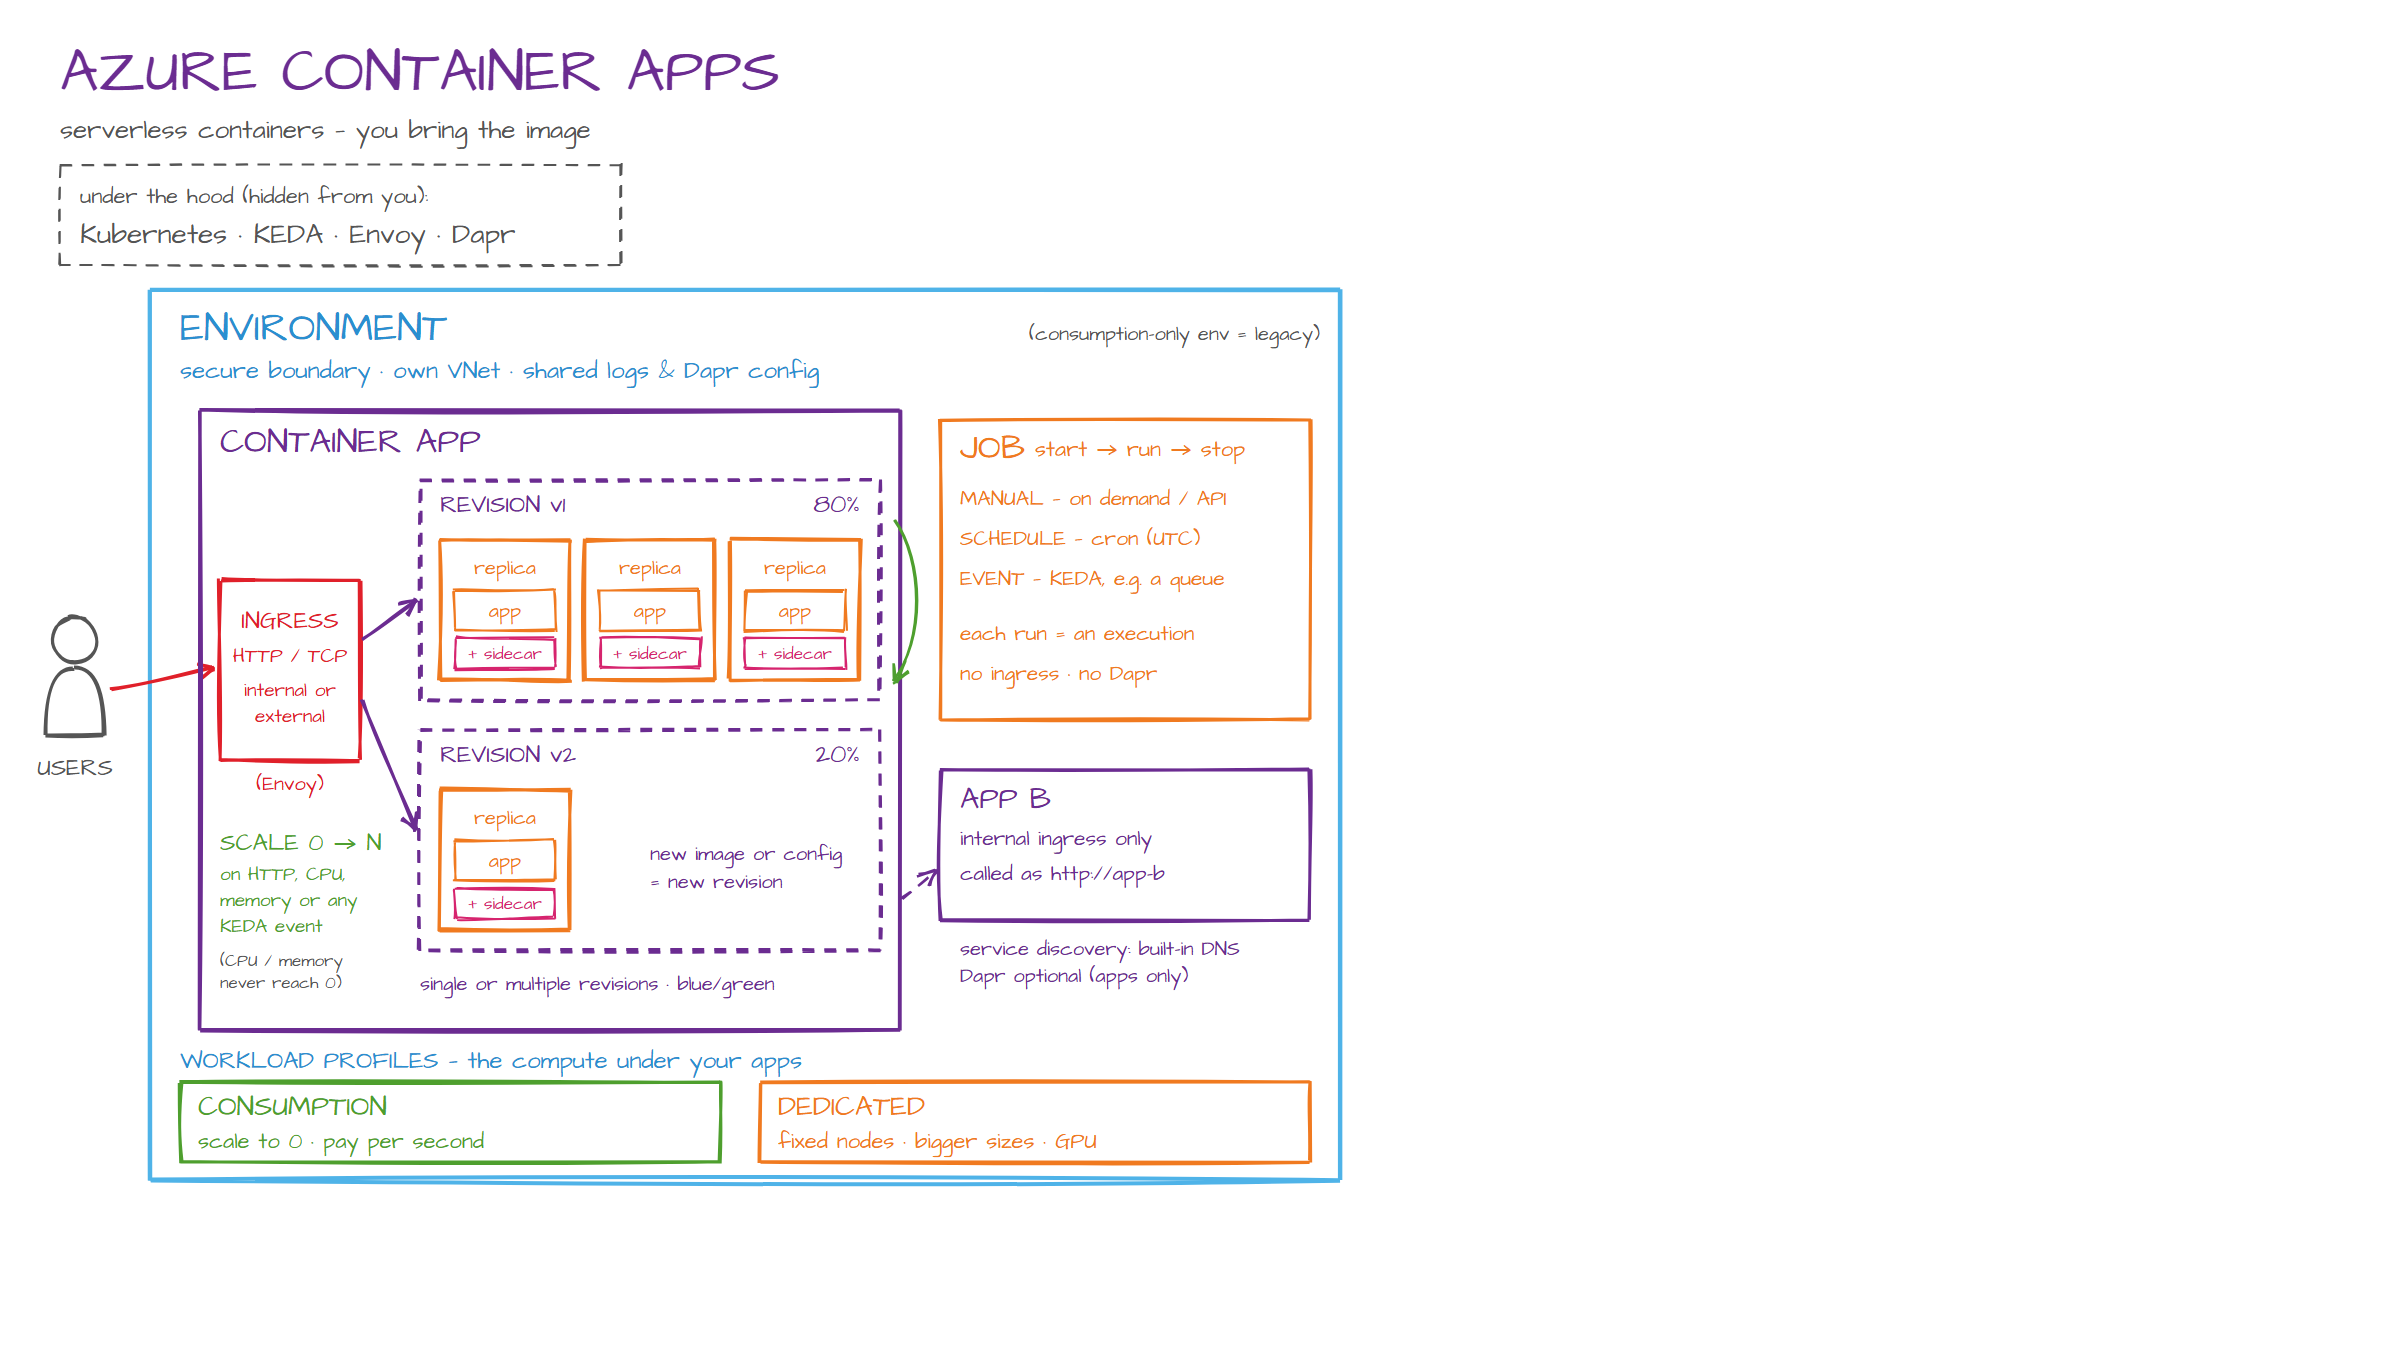 AZURE CONTAINER APPS
serverless containers - you bring the image
under the hood (hidden from you):
Kubernetes · KEDA · Envoy · Dapr
ENVIRONMENT
(consumption-only env = legacy)
secure boundary · own VNet · shared logs & Dapr config
CONTAINER APP
REVISION v1
80%
replica
app
+ sidecar
replica
app
+ sidecar
replica
app
+ sidecar
USERS
INGRESS
HTTP / TCP
internal or
external
(Envoy)
SCALE 0 → N
on HTTP, CPU,
memory or any
KEDA event
(CPU / memory
never reach 0)
REVISION v2
20%
replica
app
+ sidecar
new image or config
= new revision
single or multiple revisions · blue/green
JOB start → run → stop
MANUAL - on demand / API
SCHEDULE - cron (UTC)
EVENT - KEDA, e.g. a queue
each run = an execution
no ingress · no Dapr
APP B
internal ingress only
called as http://app-b
service discovery: built-in DNS
Dapr optional (apps only)
WORKLOAD PROFILES - the compute under your apps
CONSUMPTION
scale to 0 · pay per second
DEDICATED
fixed nodes · bigger sizes · GPU